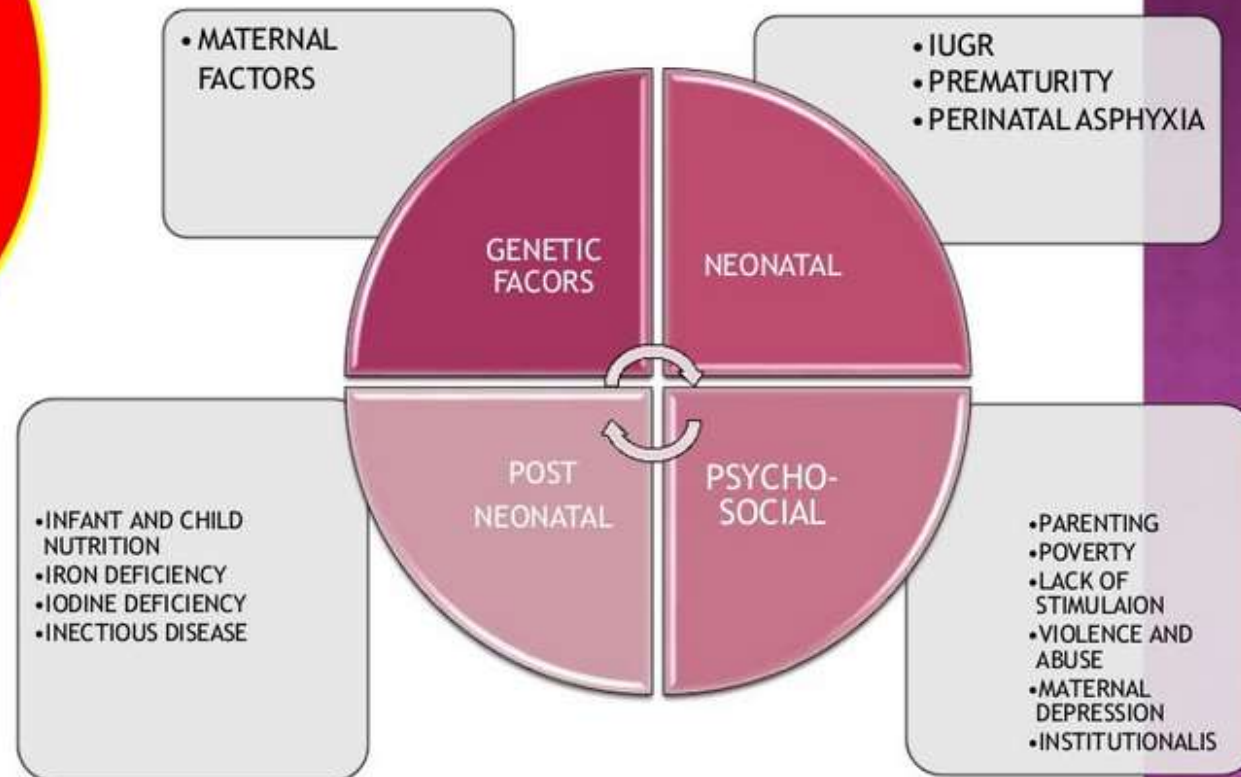 • MATERNAL
FACTORS
• IUGR
• PREMATURITY
• PERINATAL ASPHYXIA
GENETIC
FACORS
NEONATAL
POST
NEONATAL
PSYCHO-
SOCIAL
•INFANT AND CHILD
NUTRITION
•IRON DEFICIENCY
•IODINE DEFICIENCY
•INECTIOUS DISEASE
•PARENTING
•POVERTY
•LACK OF
STIMULAION
•VIOLENCE AND
ABUSE
•MATERNAL
DEPRESSION
•INSTITUTIONALIS